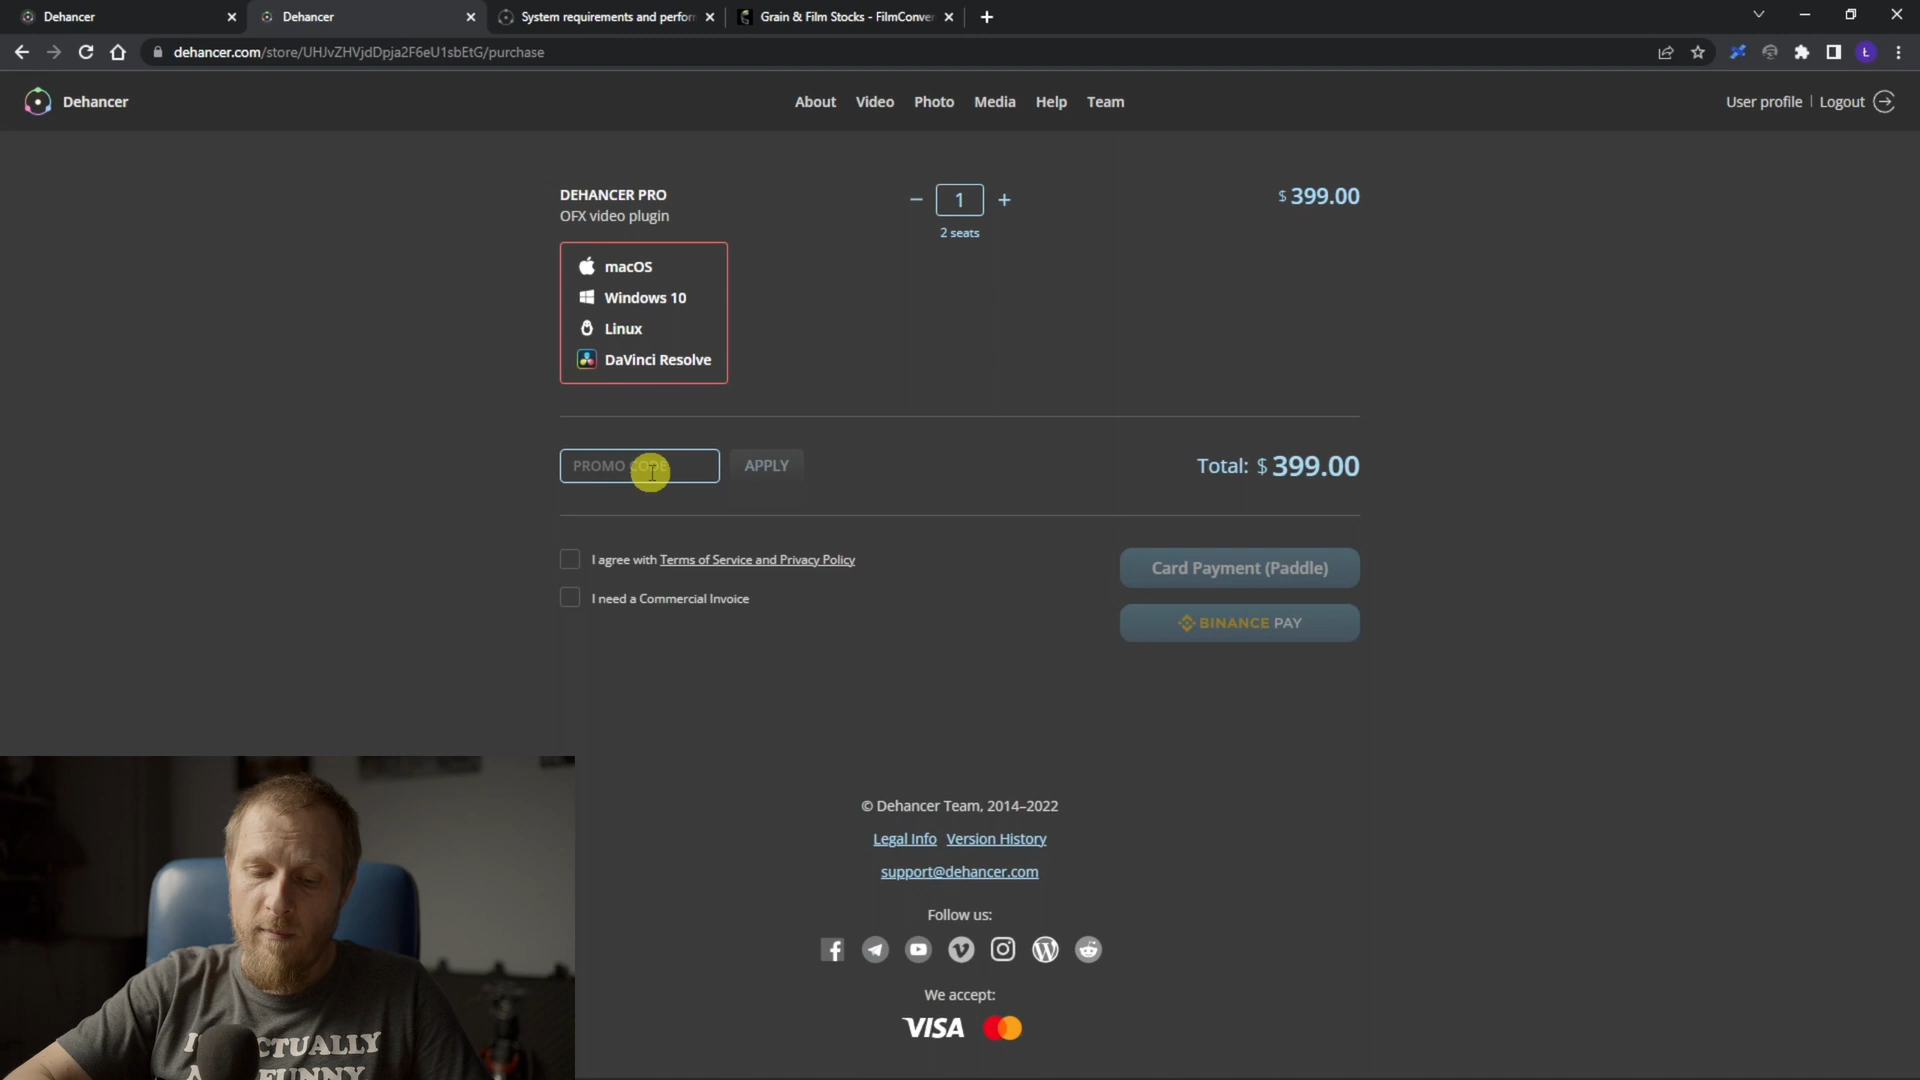 Dehancer
Dehancer
System requirements and perfor
Grain & Film Stocks - FilmConver
dehancer.com/store/UHJvZHVjdDpja2F6eU1sbEtG/purchase
Dehancer
About Video Photo Media Help Team
User profile | Logout
DEHANCER PRO
OFX video plugin
− 1 +
2 seats
$ 399.00
macOS
Windows 10
Linux
DaVinci Resolve
PROMO CODE
APPLY
Total: $ 399.00
I agree with Terms of Service and Privacy Policy
I need a Commercial Invoice
Card Payment (Paddle)
BINANCE PAY
© Dehancer Team, 2014–2022
Legal Info Version History
support@dehancer.com
Follow us:
We accept:
VISA
CTUALLY
FUNNY